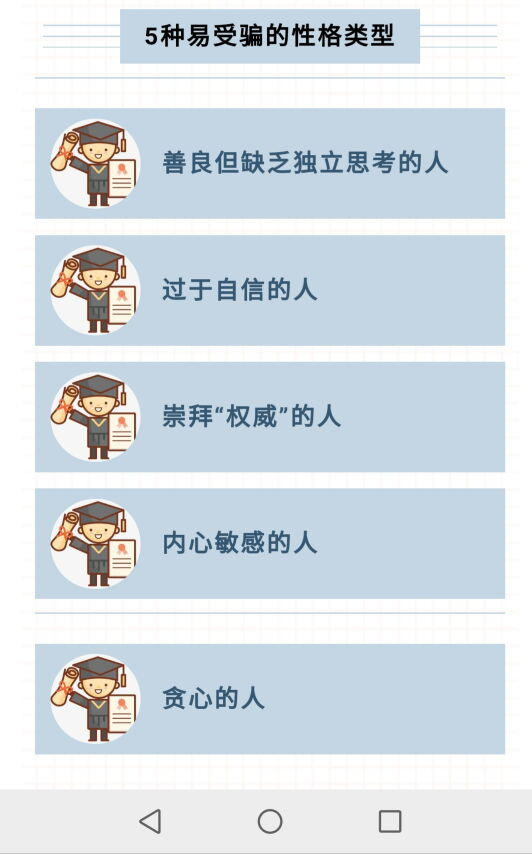 5种易受骗的性格类型
善良但缺乏独立思考的人
过于自信的人
崇拜“权威”的人
内心敏感的人
贪心的人